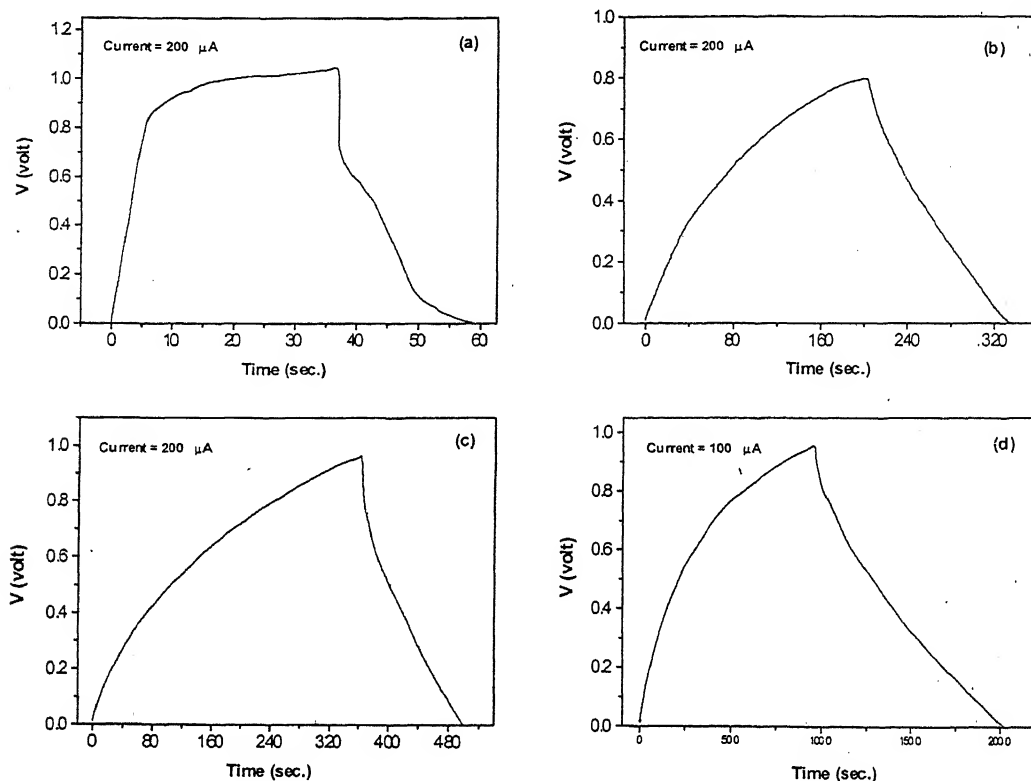 (a)
Current = 200 μA
1.2
1.0
0.8
0.6
0.4
0.2
0.0
V (volt)
0 10 20 30 40 50 60
Time (sec.)
(b)
Current = 200 μA
1.0
0.8
0.6
0.4
0.2
0.0
V (volt)
0 80 160 240 320
Time (sec.)
(c)
Current = 200 μA
1.0
0.8
0.6
0.4
0.2
0.0
V (volt)
0 80 160 240 320 400 480
Time (sec.)
(d)
Current = 100 μA
1.0
0.8
0.6
0.4
0.2
0.0
V (volt)
0 500 1000 1500 2000
Time (sec.)